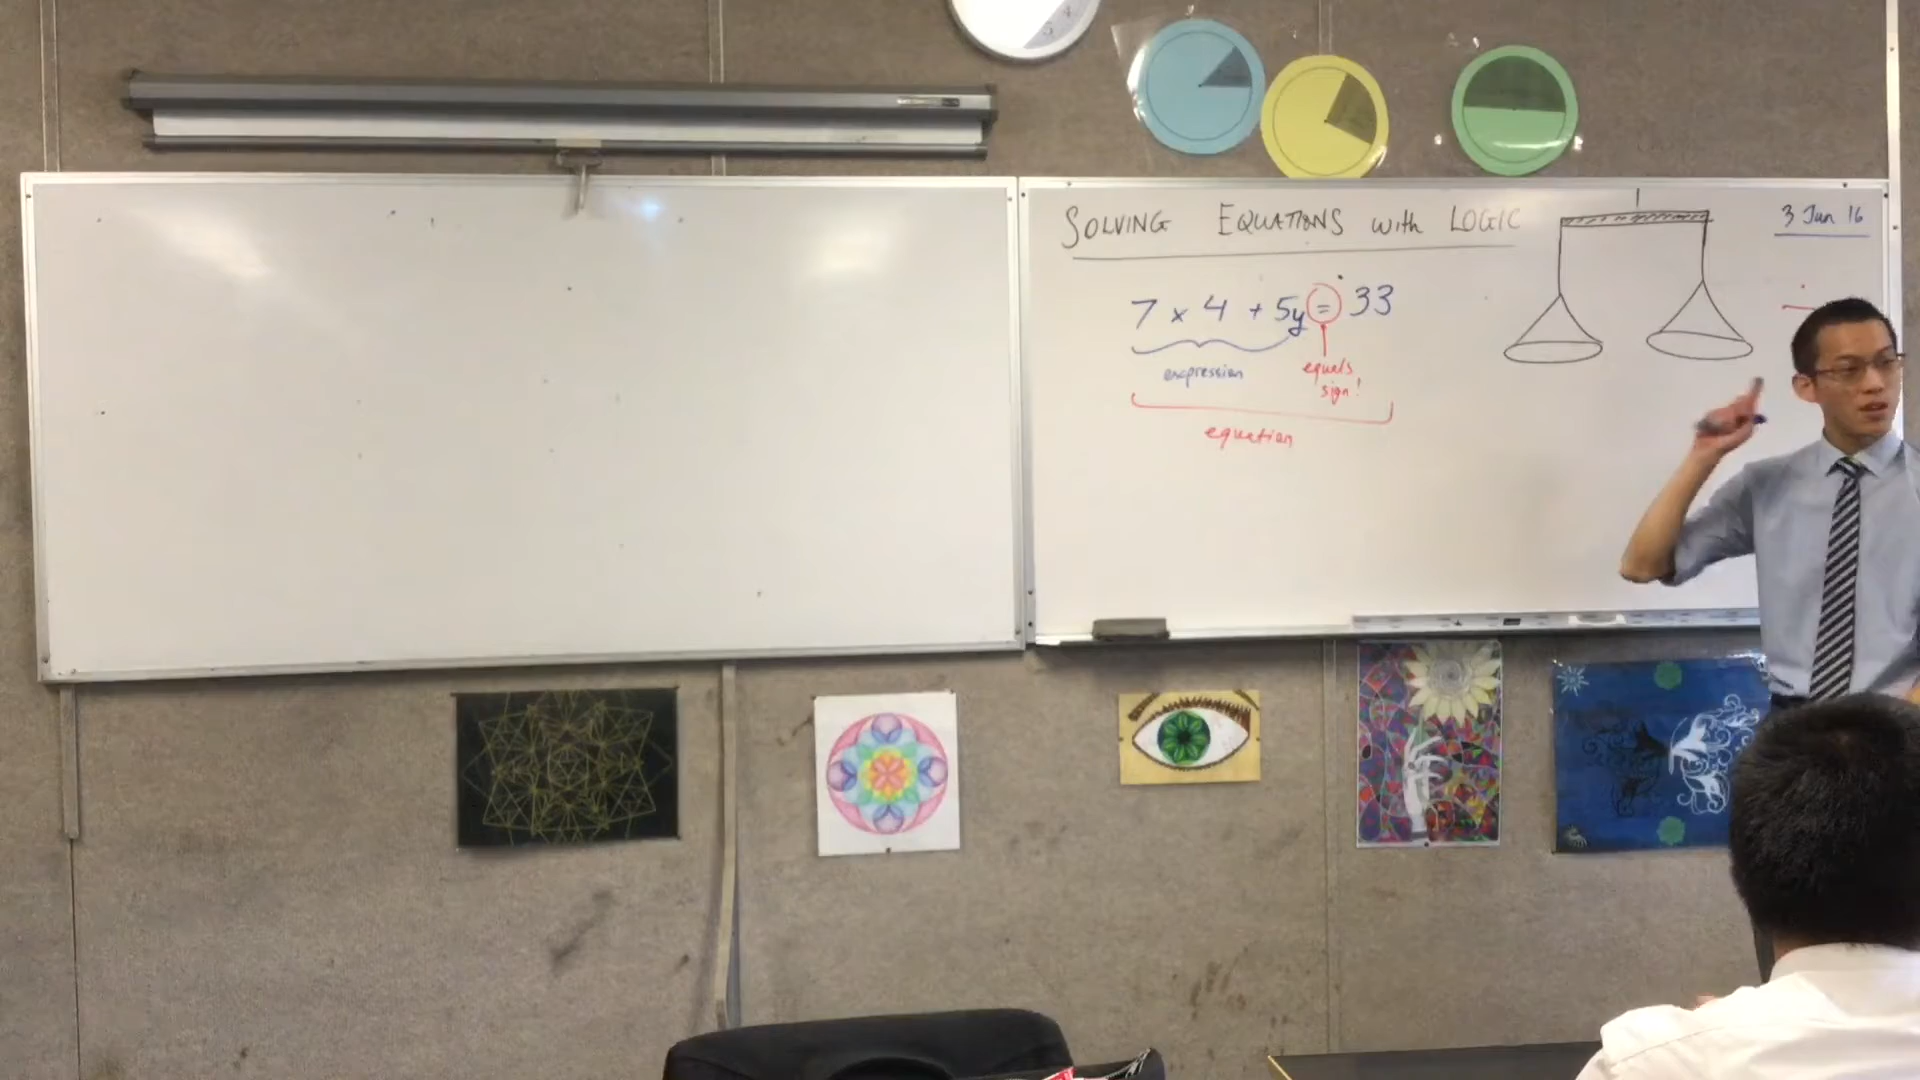 SOLVING EQUATIONS with LOGIC
3 Jun 16
7 × 4 + 5y = 33
expression
equals
sign!
equation